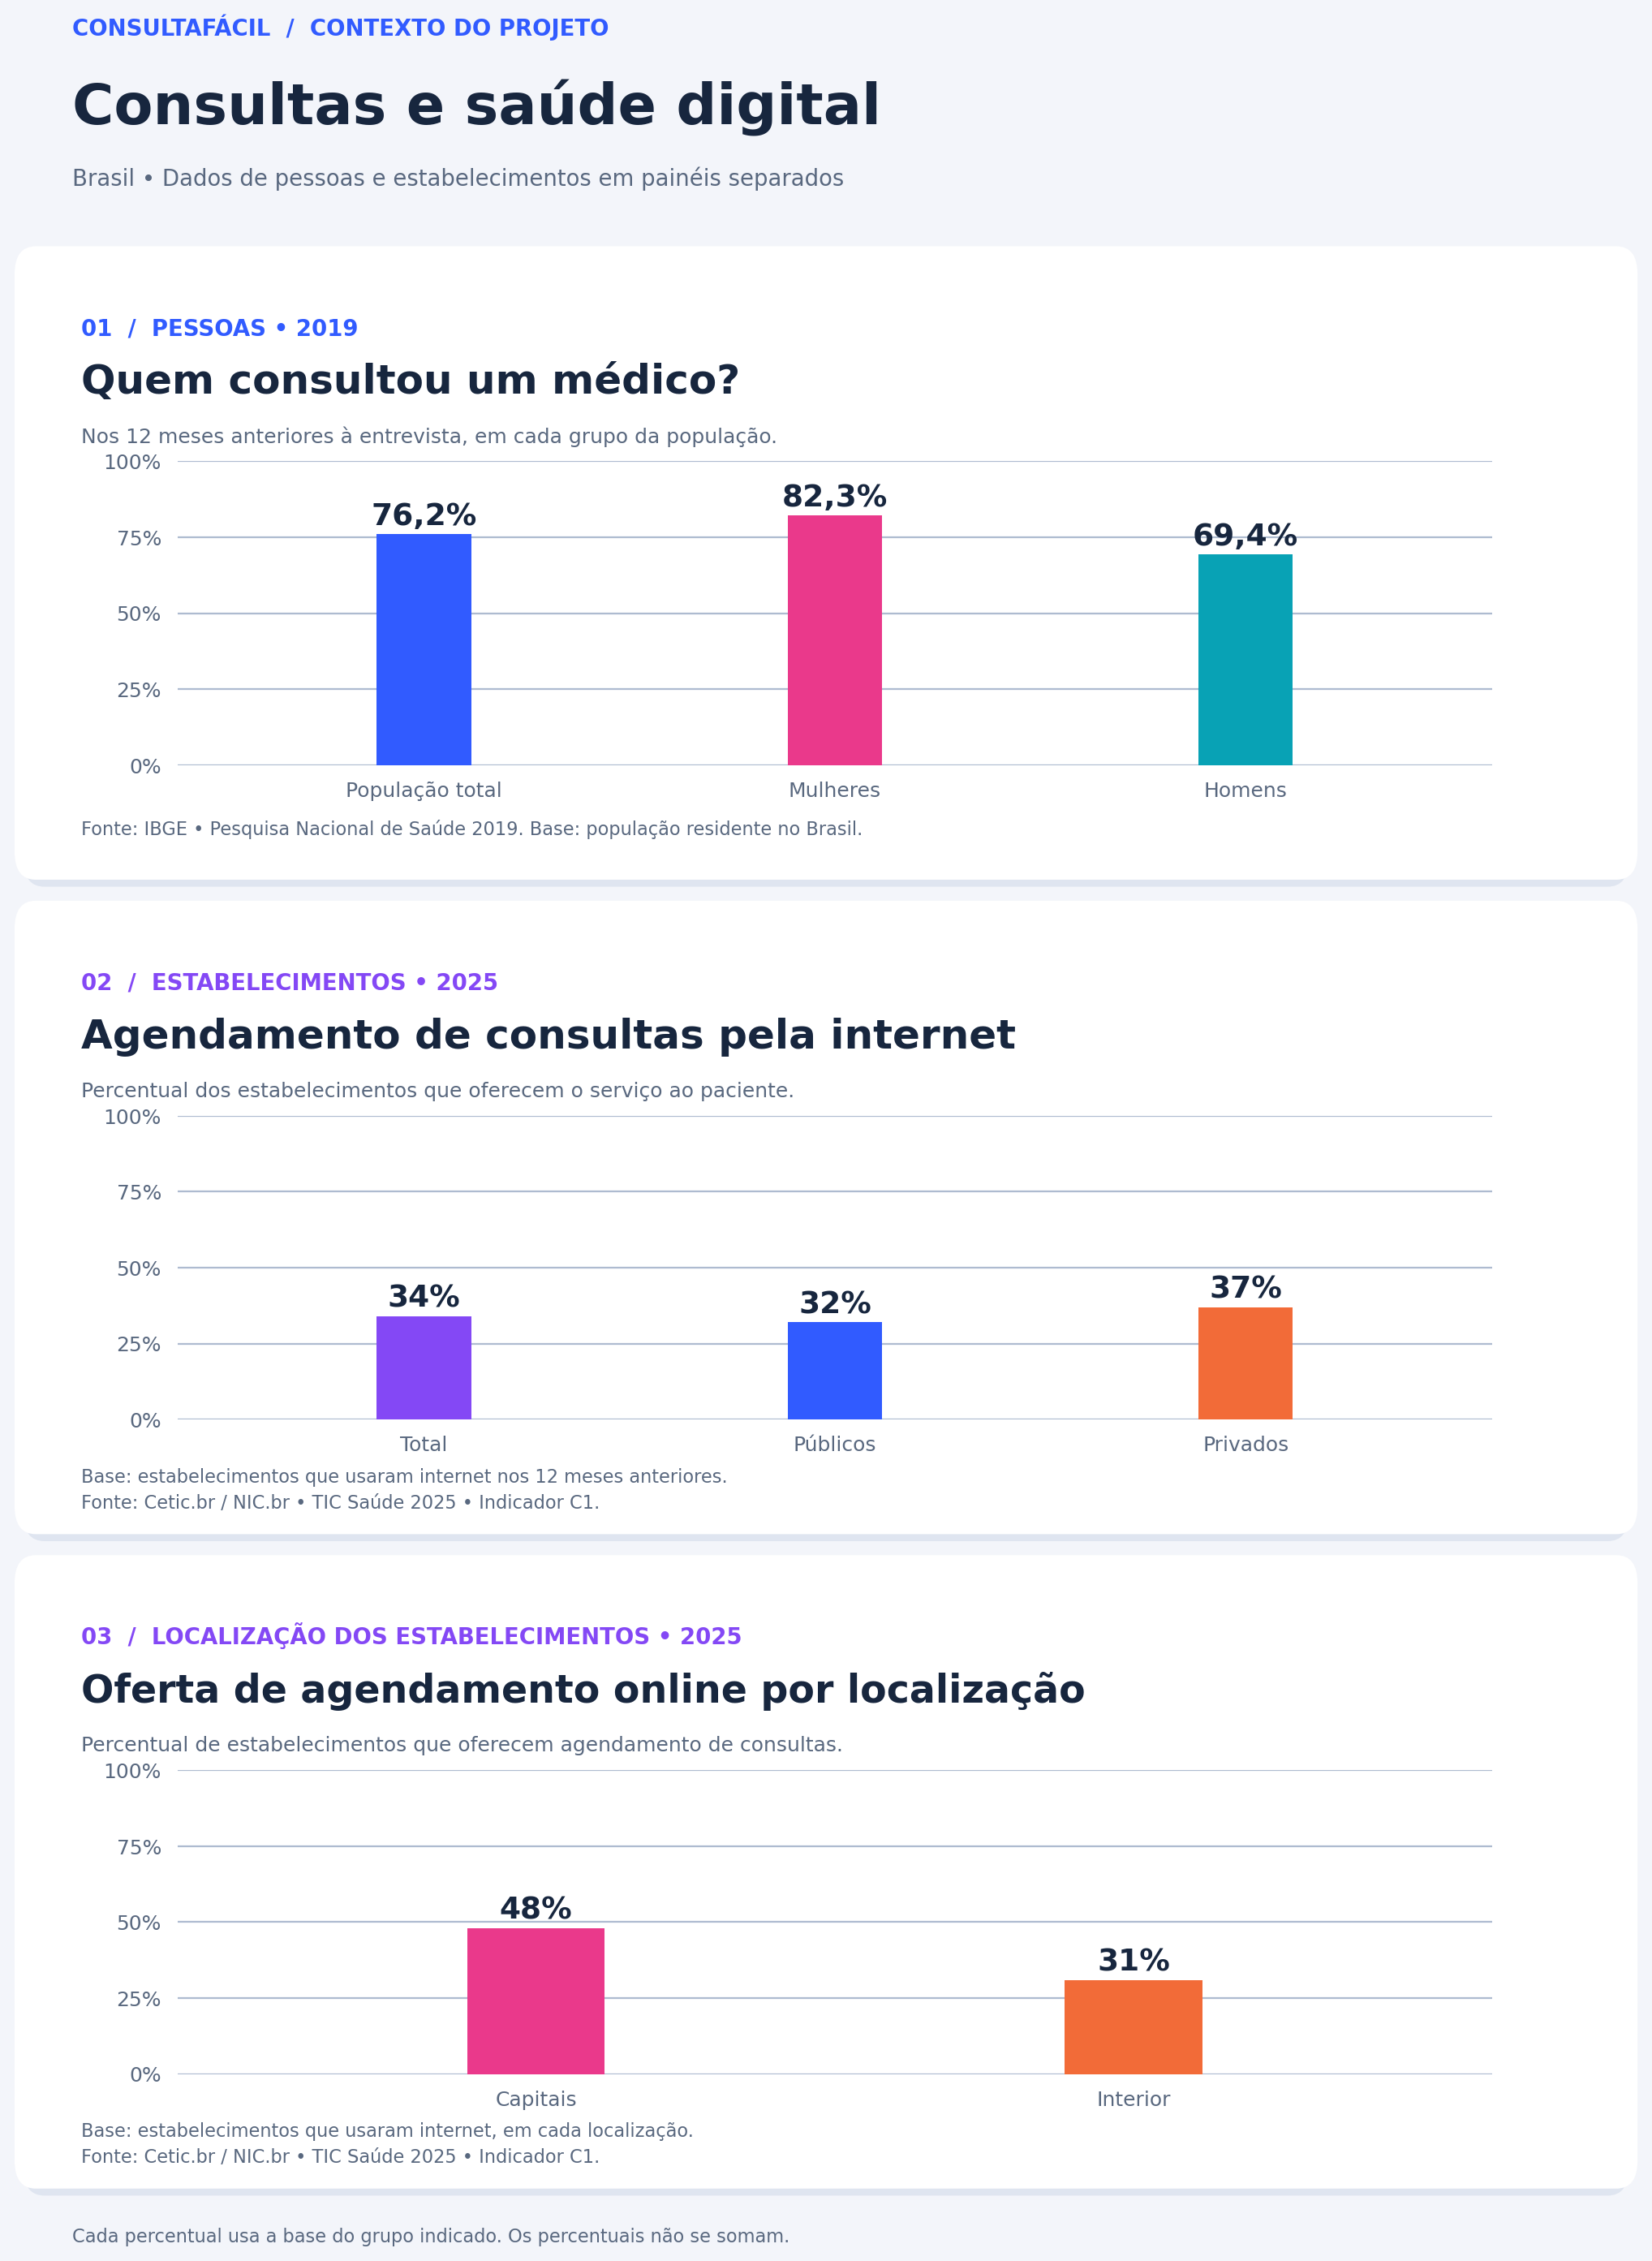 CONSULTAFÁCIL / CONTEXTO DO PROJETO
Consultas e saúde digital
Brasil • Dados de pessoas e estabelecimentos em painéis separados
01 / PESSOAS • 2019
Quem consultou um médico?
Nos 12 meses anteriores à entrevista, em cada grupo da população.
100%
75%
50%
25%
0%
76,2%
82,3%
69,4%
População total
Mulheres
Homens
Fonte: IBGE • Pesquisa Nacional de Saúde 2019. Base: população residente no Brasil.
02 / ESTABELECIMENTOS • 2025
Agendamento de consultas pela internet
Percentual dos estabelecimentos que oferecem o serviço ao paciente.
100%
75%
50%
25%
0%
34%
32%
37%
Total
Públicos
Privados
Base: estabelecimentos que usaram internet nos 12 meses anteriores.
Fonte: Cetic.br / NIC.br • TIC Saúde 2025 • Indicador C1.
03 / LOCALIZAÇÃO DOS ESTABELECIMENTOS • 2025
Oferta de agendamento online por localização
Percentual de estabelecimentos que oferecem agendamento de consultas.
100%
75%
50%
25%
0%
48%
31%
Capitais
Interior
Base: estabelecimentos que usaram internet, em cada localização.
Fonte: Cetic.br / NIC.br • TIC Saúde 2025 • Indicador C1.
Cada percentual usa a base do grupo indicado. Os percentuais não se somam.